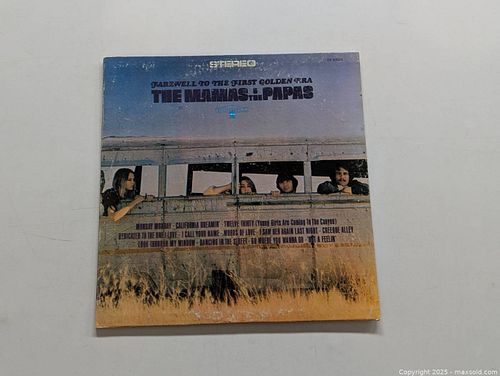 STEREO
FAREWELL TO THE FIRST GOLDEN ERA
THE MAMAS & THE PAPAS
MONDAY MONDAY · CALIFORNIA DREAMIN' · TWELVE-THIRTY (Young Girls Are Coming To The Canyon)
DEDICATED TO THE ONE I LOVE · I CALL YOUR NAME · WORDS OF LOVE · I SAW HER AGAIN LAST NIGHT · CREEQUE ALLEY
LOOK THROUGH MY WINDOW · DANCING IN THE STREET · GO WHERE YOU WANNA GO · GOT A FEELIN'
Copyright © 2025 - maxsold.com